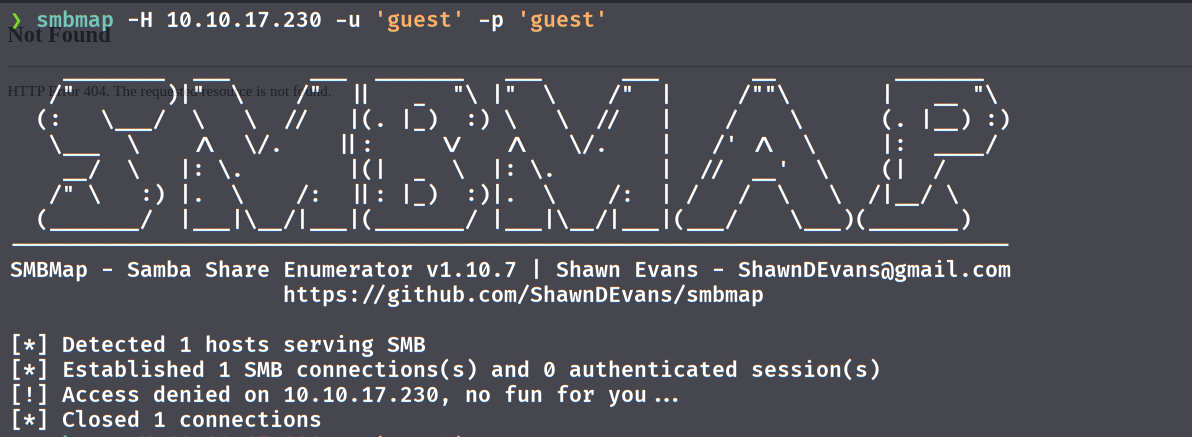 ❯ smbmap -H 10.10.17.230 -u 'guest' -p 'guest'
Not Found
HTTP Error 404. The requested resource is not found.
SMBMap - Samba Share Enumerator v1.10.7 | Shawn Evans - ShawnDEvans@gmail.com
https://github.com/ShawnDEvans/smbmap
[*] Detected 1 hosts serving SMB
[*] Established 1 SMB connections(s) and 0 authenticated session(s)
[!] Access denied on 10.10.17.230, no fun for you...
[*] Closed 1 connections